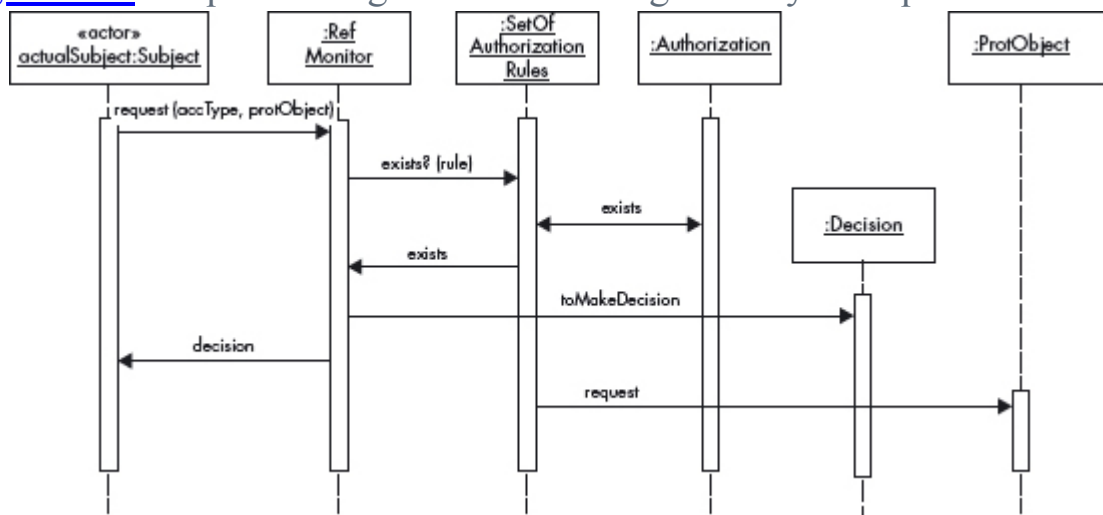 «actor»
actualSubject:Subject
:Ref
Monitor
:SetOf
Authorization
Rules
:Authorization
:ProtObject
request (accType, protObject)
exists? (rule)
exists
:Decision
exists
toMakeDecision
decision
request